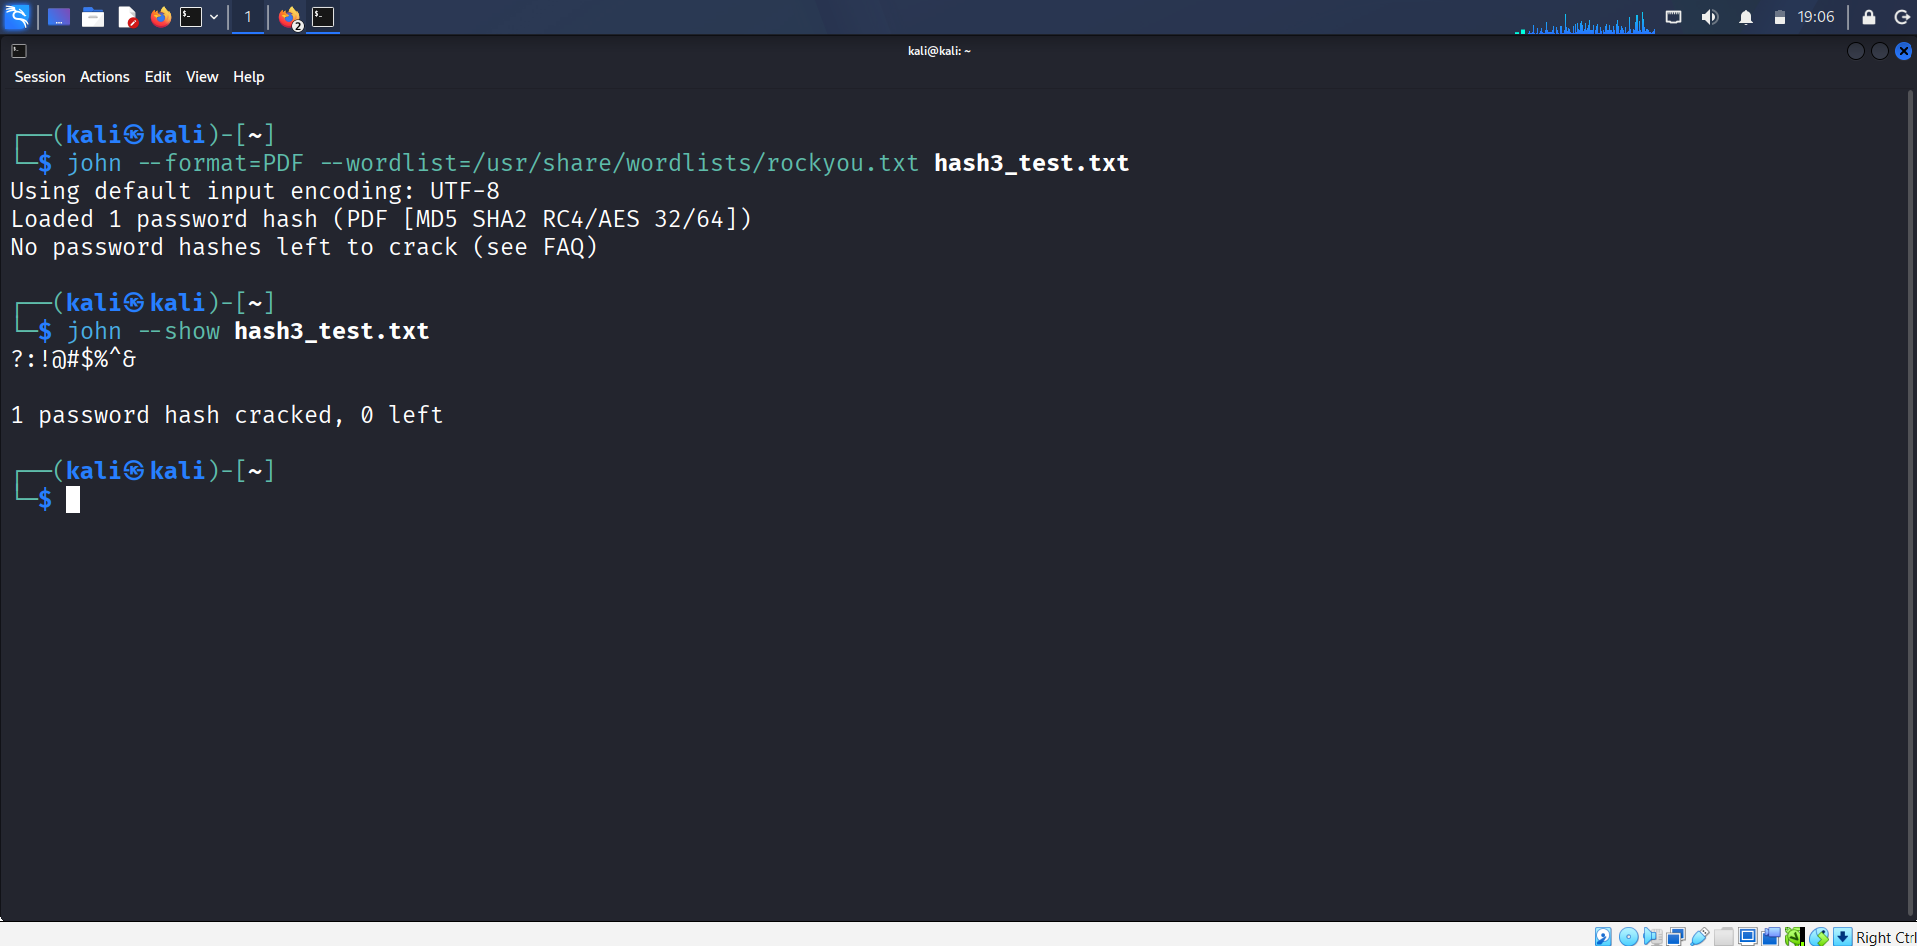 1
2
19:06
kali@kali: ~
Session Actions Edit View Help
┌──(kali㉿kali)-[~]
└─$ john --format=PDF --wordlist=/usr/share/wordlists/rockyou.txt hash3_test.txt
Using default input encoding: UTF-8
Loaded 1 password hash (PDF [MD5 SHA2 RC4/AES 32/64])
No password hashes left to crack (see FAQ)
┌──(kali㉿kali)-[~]
└─$ john --show hash3_test.txt
?:!@#$%^&
1 password hash cracked, 0 left
┌──(kali㉿kali)-[~]
└─$
Right Ctrl